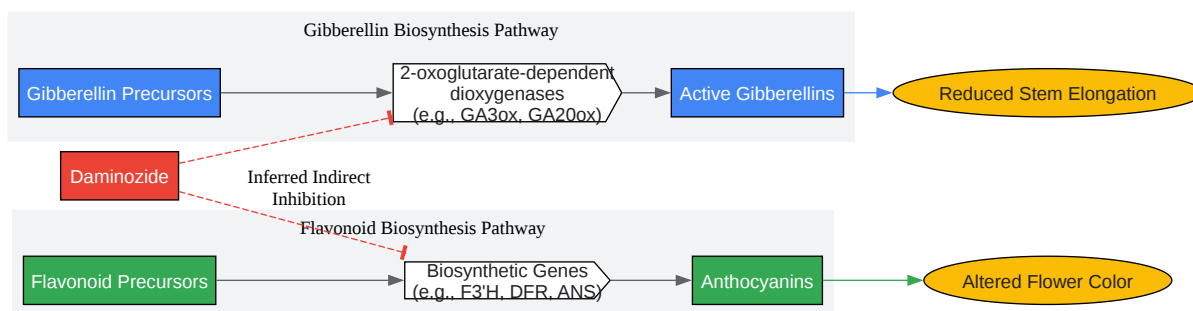 Gibberellin Biosynthesis Pathway
Gibberellin Precursors
2-oxoglutarate-dependent
dioxygenases
(e.g., GA3ox, GA20ox)
Active Gibberellins
Reduced Stem Elongation
Daminozide
Inferred Indirect
Inhibition
Flavonoid Biosynthesis Pathway
Flavonoid Precursors
Biosynthetic Genes
(e.g., F3'H, DFR, ANS)
Anthocyanins
Altered Flower Color